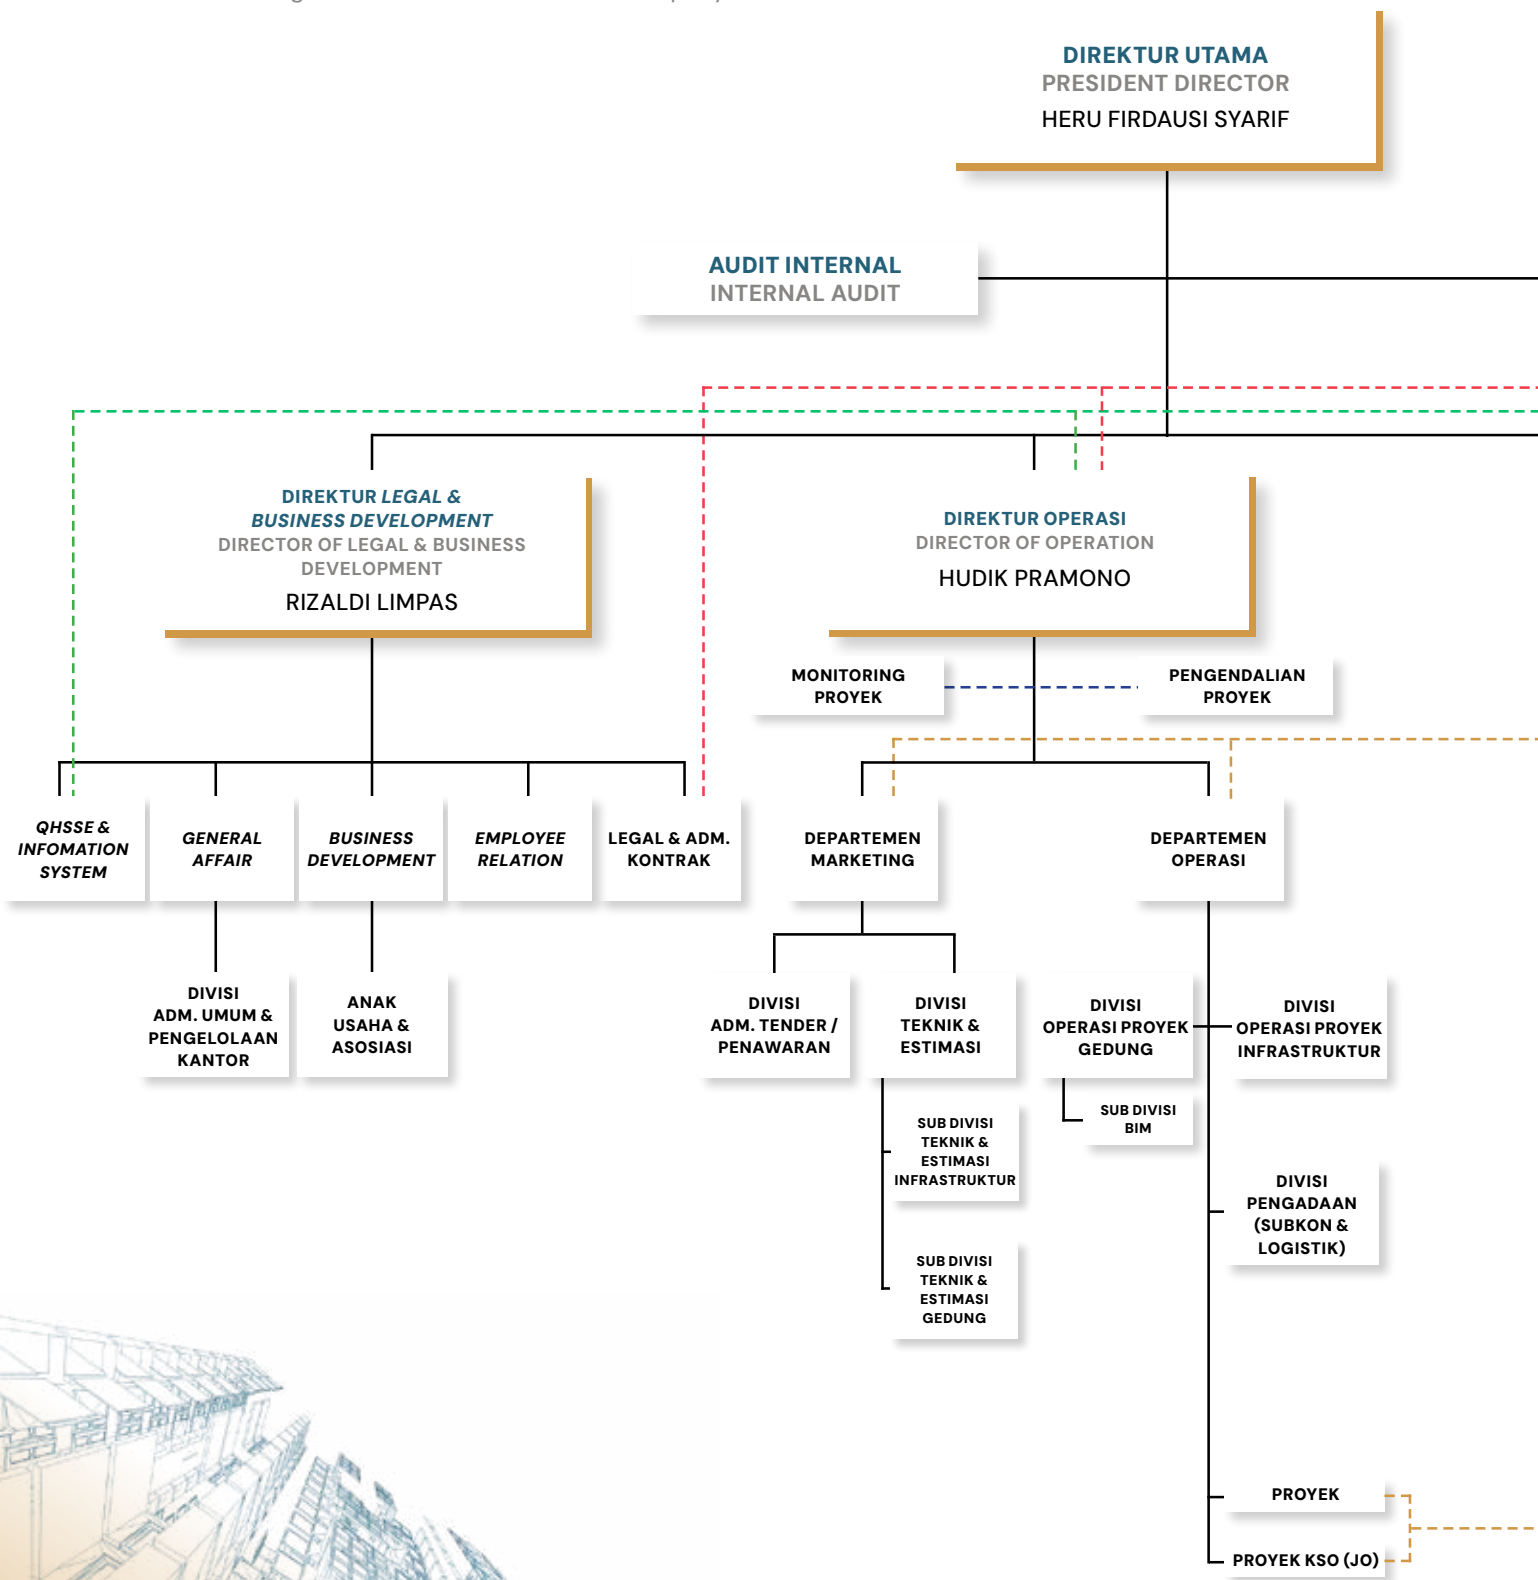 DIREKTUR UTAMA
PRESIDENT DIRECTOR
HERU FIRDAUSI SYARIF
AUDIT INTERNAL
INTERNAL AUDIT
DIREKTUR LEGAL &
BUSINESS DEVELOPMENT
DIRECTOR OF LEGAL & BUSINESS
DEVELOPMENT
RIZALDI LIMPAS
DIREKTUR OPERASI
DIRECTOR OF OPERATION
HUDIK PRAMONO
MONITORING
PROYEK
PENGENDALIAN
PROYEK
QHSSE &
INFOMATION
SYSTEM
GENERAL
AFFAIR
BUSINESS
DEVELOPMENT
EMPLOYEE
RELATION
LEGAL & ADM.
KONTRAK
DEPARTEMEN
MARKETING
DEPARTEMEN
OPERASI
DIVISI
ADM. UMUM &
PENGELOLAAN
KANTOR
ANAK
USAHA &
ASOSIASI
DIVISI
ADM. TENDER /
PENAWARAN
DIVISI
TEKNIK &
ESTIMASI
DIVISI
OPERASI PROYEK
GEDUNG
DIVISI
OPERASI PROYEK
INFRASTRUKTUR
SUB DIVISI
BIM
SUB DIVISI
TEKNIK &
ESTIMASI
INFRASTRUKTUR
DIVISI
PENGADAAN
(SUBKON &
LOGISTIK)
SUB DIVISI
TEKNIK &
ESTIMASI
GEDUNG
PROYEK
PROYEK KSO (JO)